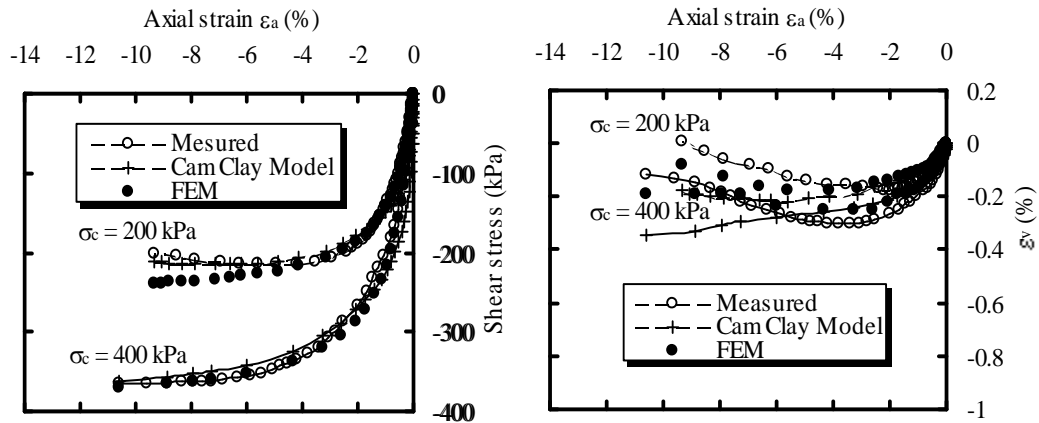 Axial strain εa (%)
-14 -12 -10 -8 -6 -4 -2 0
0
-100
-200
-300
-400
Shear stress (kPa)
Mesured
Cam Clay Model
FEM
σc = 200 kPa
σc = 400 kPa
Axial strain εa (%)
-14 -12 -10 -8 -6 -4 -2 0
0.2
0
-0.2
-0.4
-0.6
-0.8
-1
εv (%)
σc = 200 kPa
σc = 400 kPa
Measured
Cam Clay Model
FEM